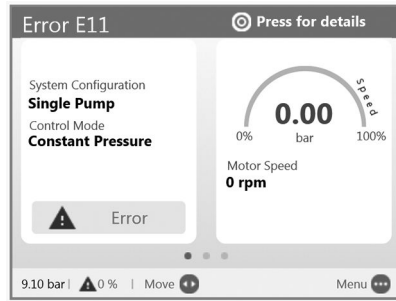 Error E11
Press for details
System Configuration
Single Pump
Control Mode
Constant Pressure
Error
Speed
0.00
0%
bar
100%
Motor Speed
0 rpm
9.10 bar | 0 % | Move
Menu